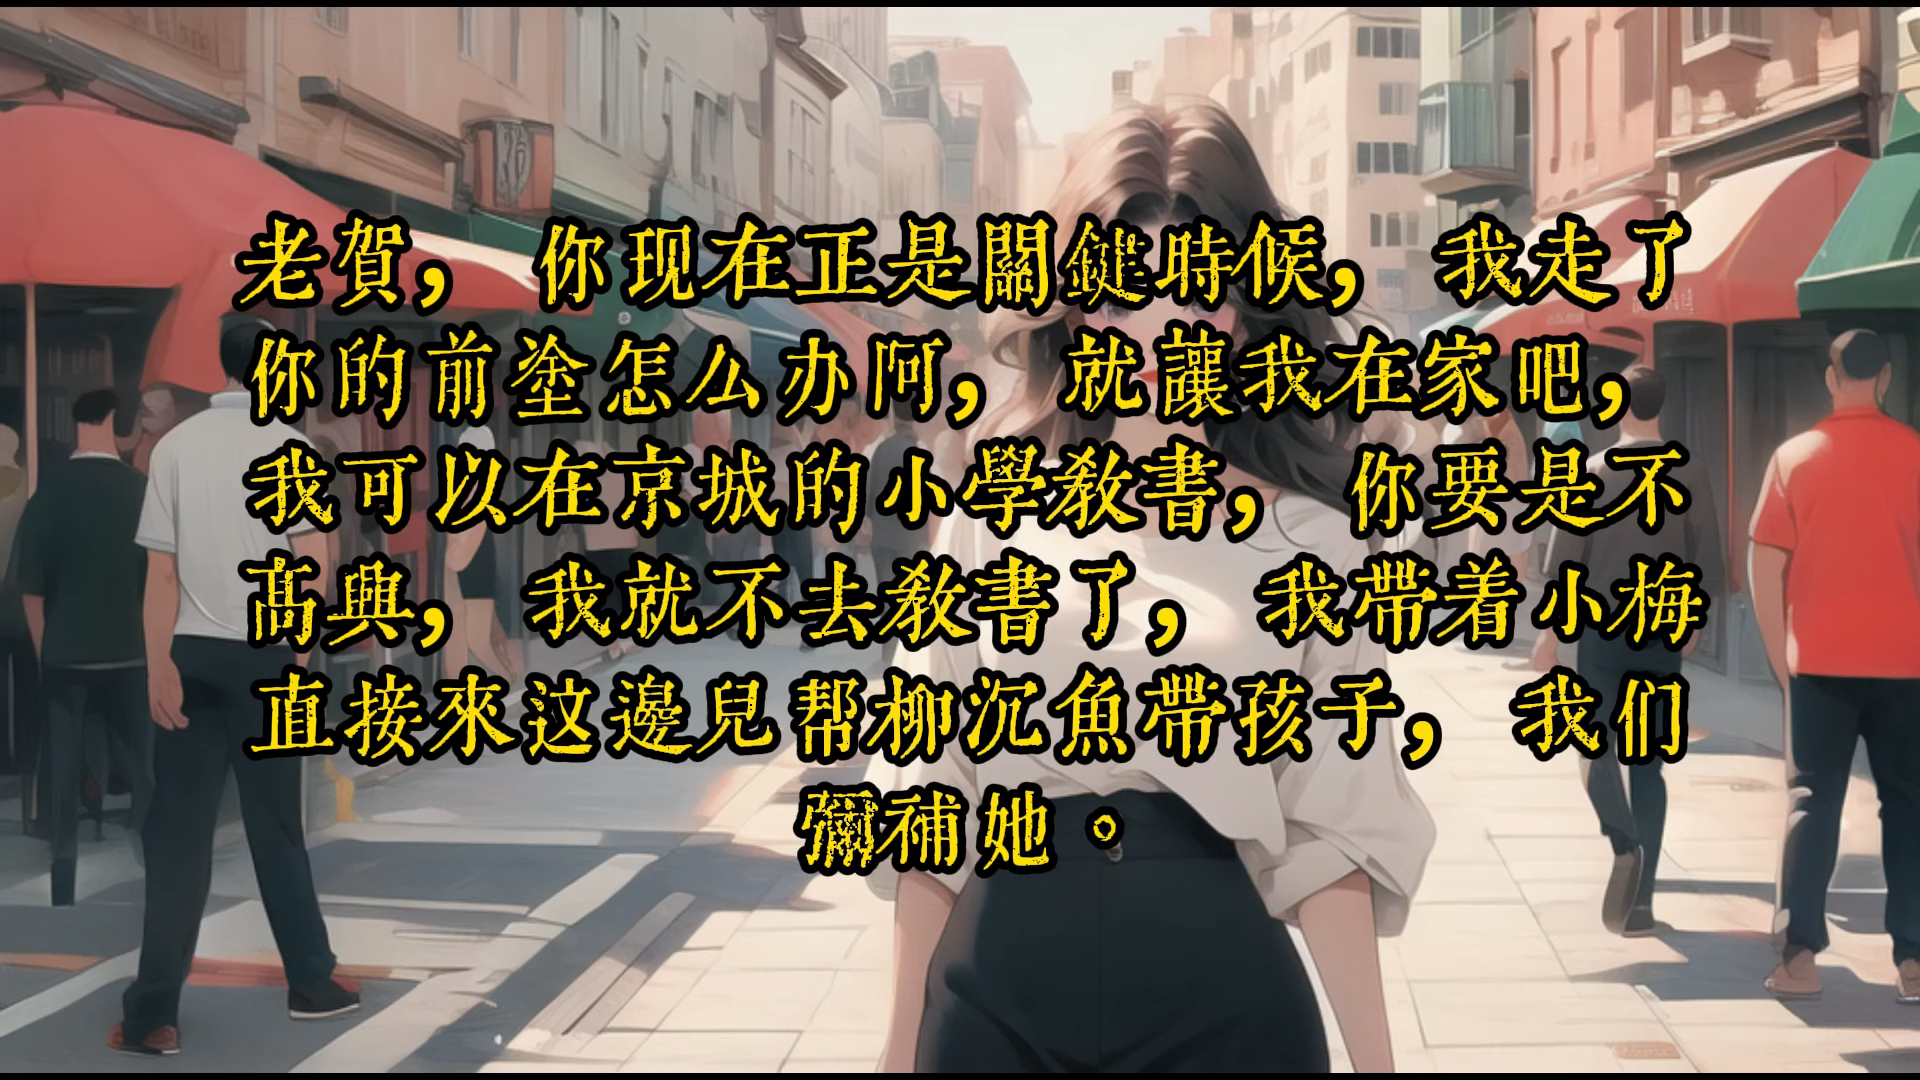 老賀，你现在正是關鍵時候，我走了
你的前塗怎么办阿，就讓我在家吧，
我可以在京城的小學教書，你要是不
高興，我就不去教書了，我帶着小梅
直接來这邊兒帮柳沉魚帶孩子，我们
彌補她。